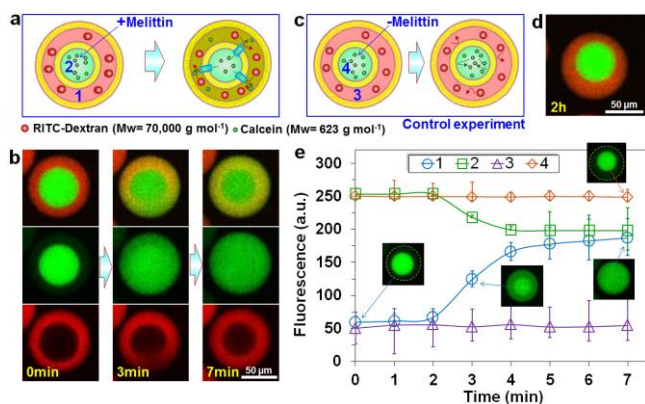 a
+Melittin
2
1
c
-Melittin
4
3
d
2h
50 µm
RITC-Dextran (Mw= 70,000 g mol-1)
Calcein (Mw= 623 g mol-1)
Control experiment
b
0min
3min
7min
50 µm
e
1 2 3 4
Fluorescence (a.u.)
300
250
200
150
100
50
0
0 1 2 3 4 5 6 7
Time (min)